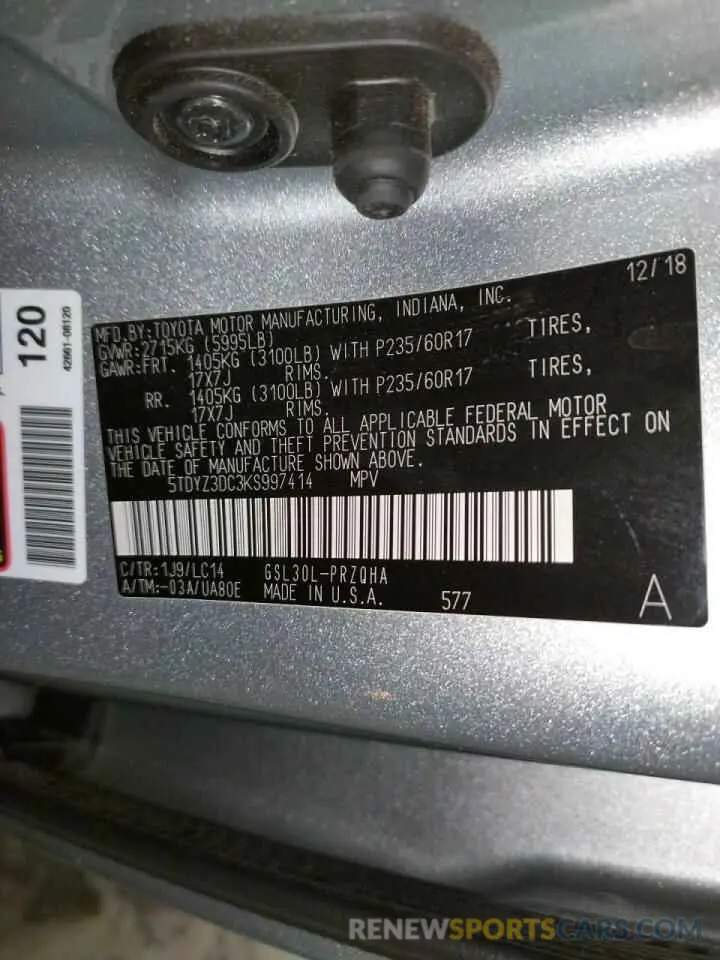 12/18
MFD.BY:TOYOTA MOTOR MANUFACTURING, INDIANA, INC.
GVWR:2715KG (5995LB)
GAWR:FRT. 1405KG (3100LB) WITH P235/60R17 TIRES,
17X7J RIMS.
RR. 1405KG (3100LB) WITH P235/60R17 TIRES,
17X7J RIMS.
THIS VEHICLE CONFORMS TO ALL APPLICABLE FEDERAL MOTOR
VEHICLE SAFETY AND THEFT PREVENTION STANDARDS IN EFFECT ON
THE DATE OF MANUFACTURE SHOWN ABOVE.
5TDYZ3DC3KS997414 MPV
C/TR:1J9/LC14 GSL30L-PRZQHA
A/TM:-03A/UA80E MADE IN U.S.A. 577
A
120
42661-08120
RENEWSPORTSCARS.COM